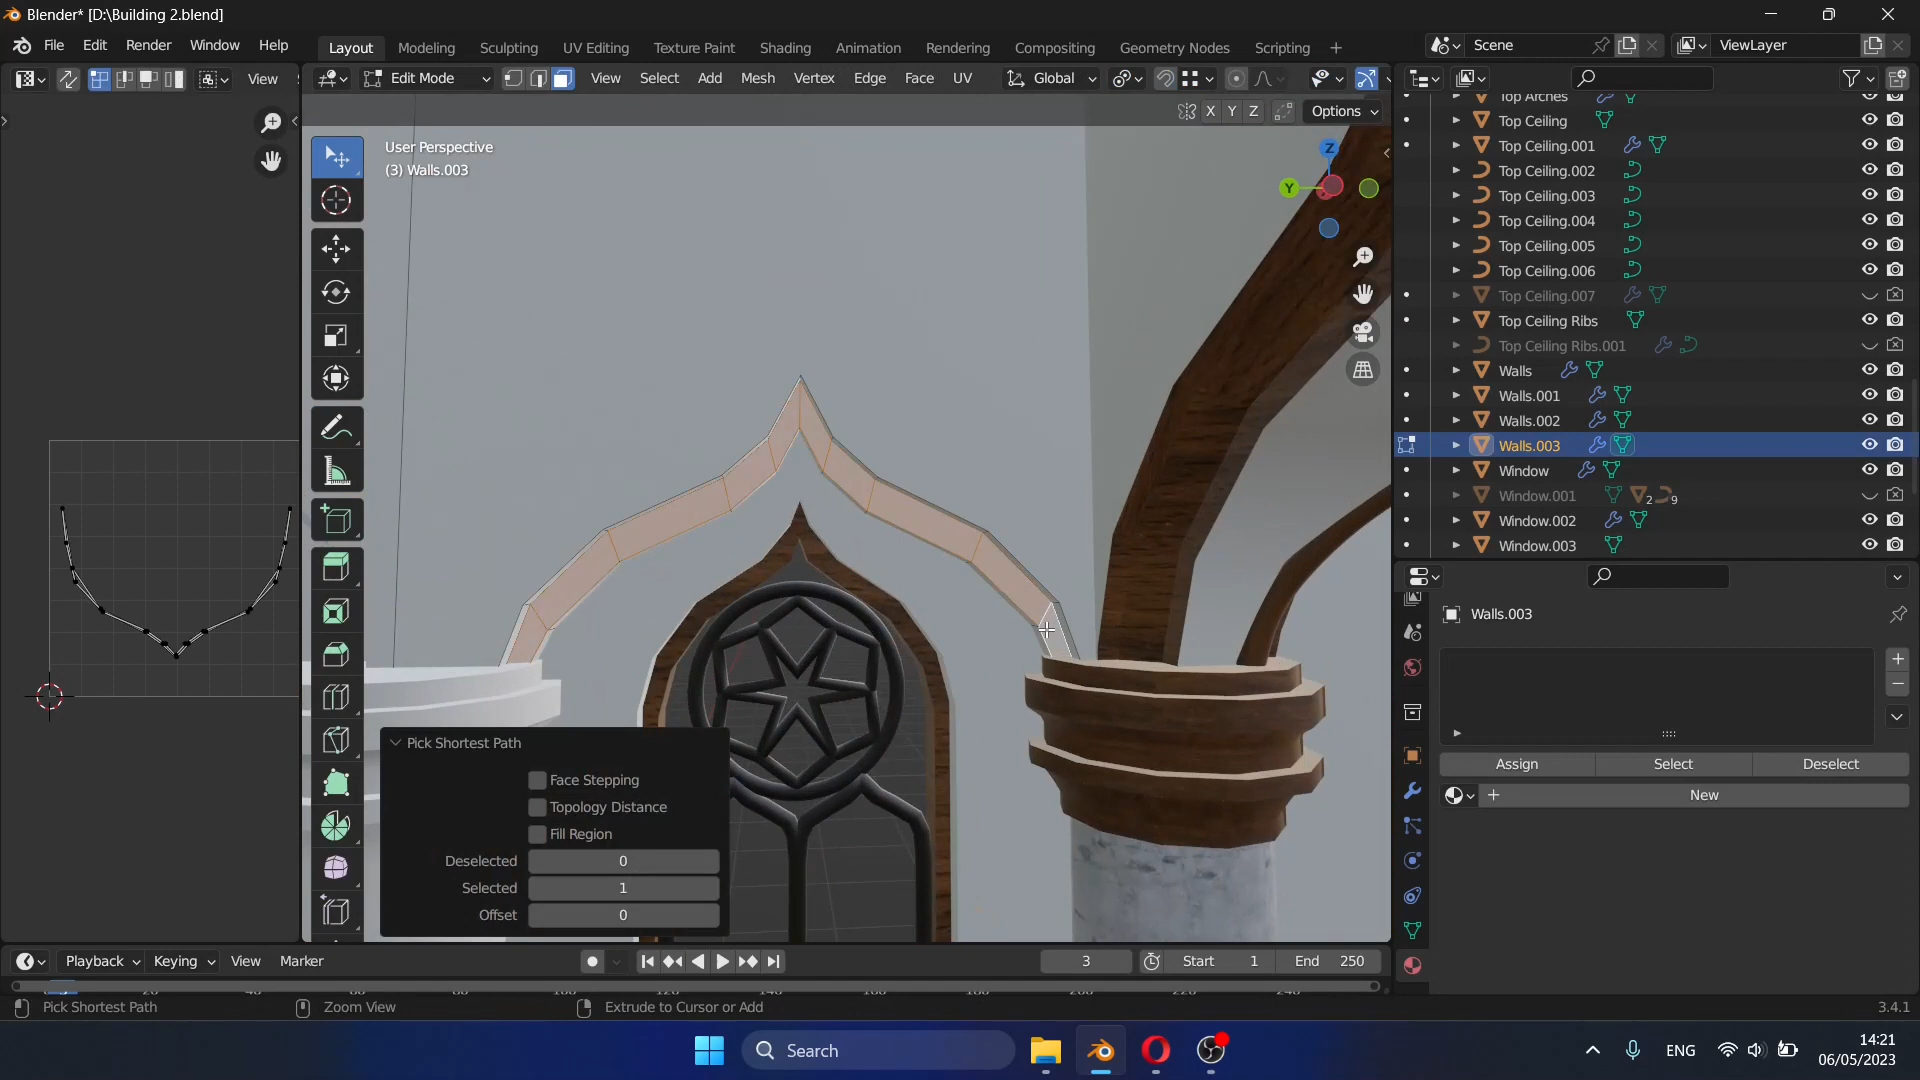 Blender* [D:\Building 2.blend]
File Edit Render Window Help Layout Modeling Sculpting UV Editing Texture Paint Shading Animation Rendering Compositing Geometry Nodes Scripting + Scene ViewLayer
View Edit Mode View Select Add Mesh Vertex Edge Face UV Global
X Y Z Options
User Perspective
(3) Walls.003
Z
Y
Top Arches
Top Ceiling
Top Ceiling.001
Top Ceiling.002
Top Ceiling.003
Top Ceiling.004
Top Ceiling.005
Top Ceiling.006
Top Ceiling.007
Top Ceiling Ribs
Top Ceiling Ribs.001
Walls
Walls.001
Walls.002
Walls.003
Window
Window.001 2 9
Window.002
Window.003
Walls.003
Assign Select Deselect
+ New
Pick Shortest Path
Face Stepping
Topology Distance
Fill Region
Deselected 0
Selected 1
Offset 0
Playback Keying View Marker 3 Start 1 End 250
Pick Shortest Path Zoom View Extrude to Cursor or Add 3.4.1
Search ENG 14:21
06/05/2023